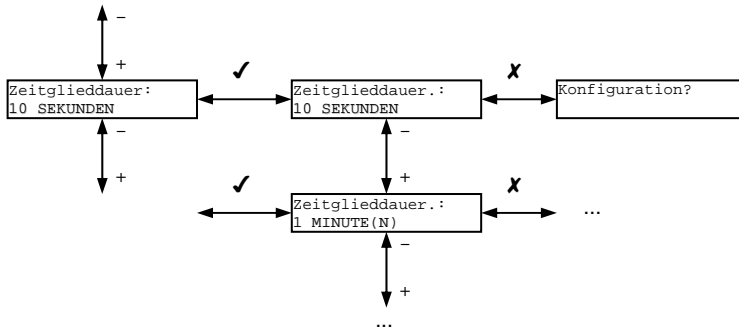 −
+
✓
✗
Zeitglieddauer:
10 SEKUNDEN
Zeitglieddauer.:
10 SEKUNDEN
Konfiguration?
−
+
−
+
✓
✗
Zeitglieddauer.:
1 MINUTE(N)
...
−
+
...